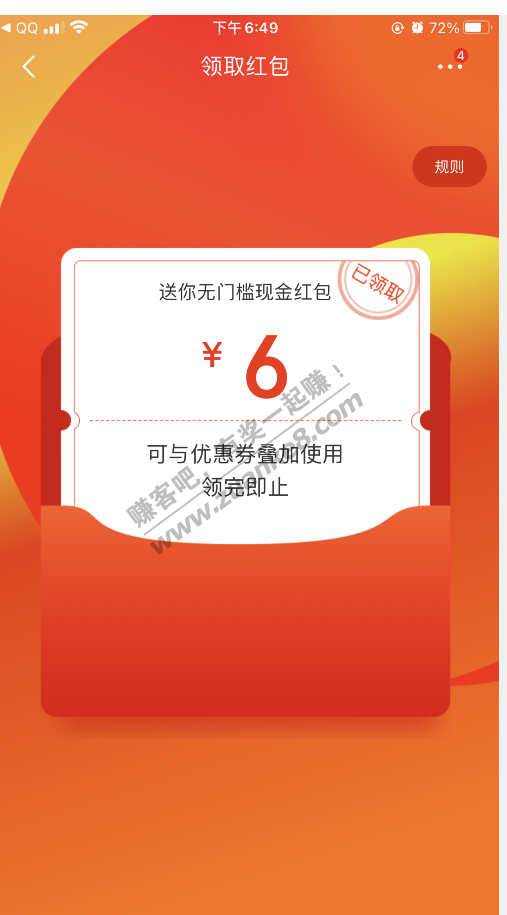 QQ 下午6:49 72%
领取红包
4
规则
已领取
送你无门槛现金红包
¥6
可与优惠券叠加使用
领完即止
赚客吧，有奖一起赚！
www.zuanke8.com